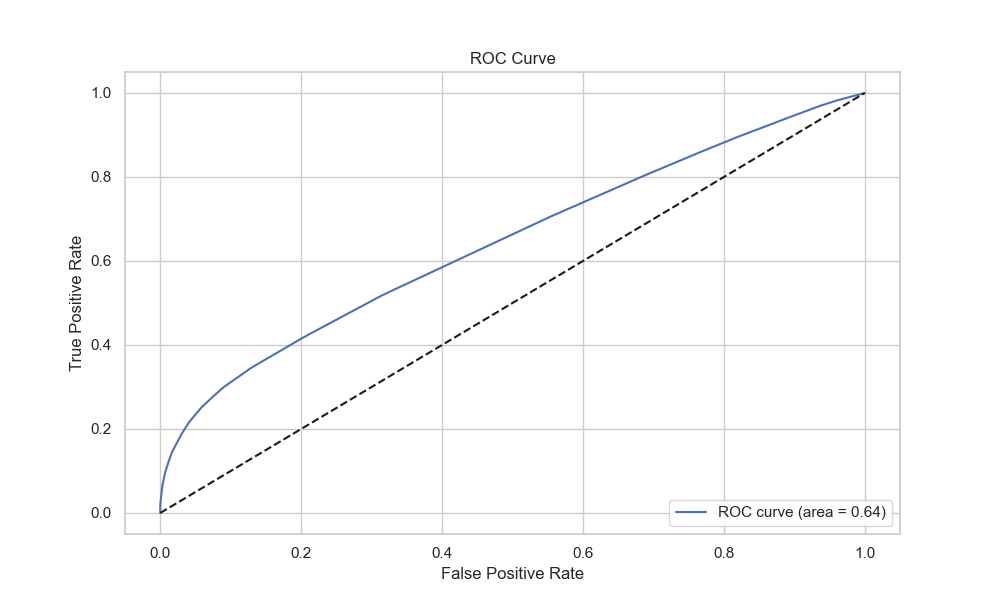 ROC Curve
1.0
0.8
0.6
0.4
0.2
0.0
True Positive Rate
ROC curve (area = 0.64)
0.0 0.2 0.4 0.6 0.8 1.0
False Positive Rate